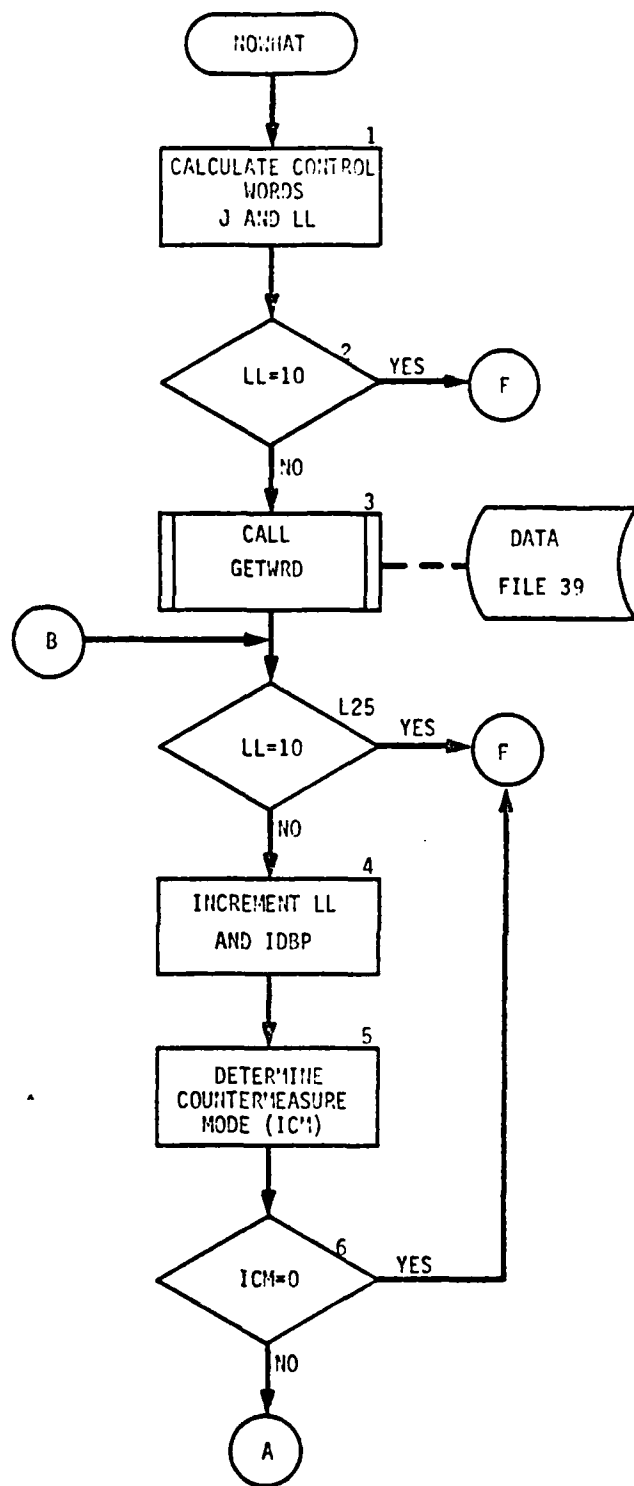 NOWHAT
1
CALCULATE CONTROL
WORDS
J AND LL
2
LL=10
YES
F
NO
3
CALL
GETWRD
DATA
FILE 39
B
L25
LL=10
YES
F
NO
4
INCREMENT LL
AND IDBP
5
DETERMINE
COUNTERMEASURE
MODE (ICM)
6
ICM=0
YES
NO
A